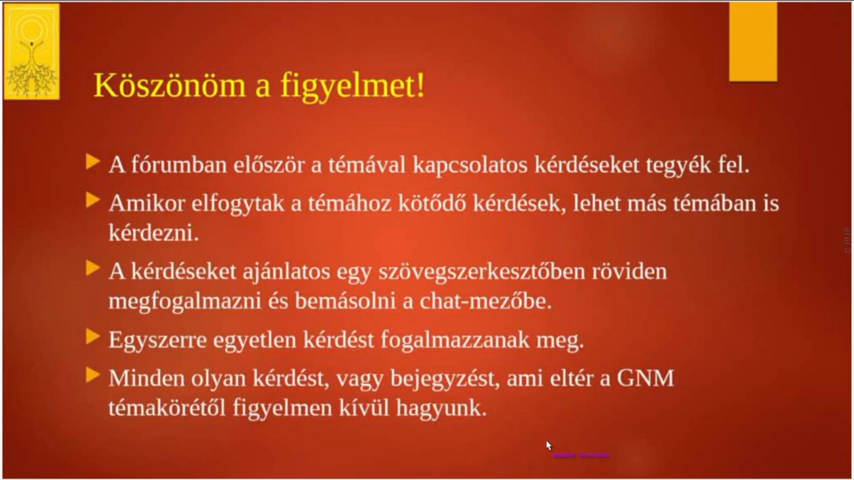 Köszönöm a figyelmet!
A fórumban először a témával kapcsolatos kérdéseket tegyék fel.
Amikor elfogytak a témához kötődő kérdések, lehet más témában is
kérdezni.
A kérdéseket ajánlatos egy szövegszerkesztőben röviden
megfogalmazni és bemásolni a chat-mezőbe.
Egyszerre egyetlen kérdést fogalmazzanak meg.
Minden olyan kérdést, vagy bejegyzést, ami eltér a GNM
témakörétől figyelmen kívül hagyunk.